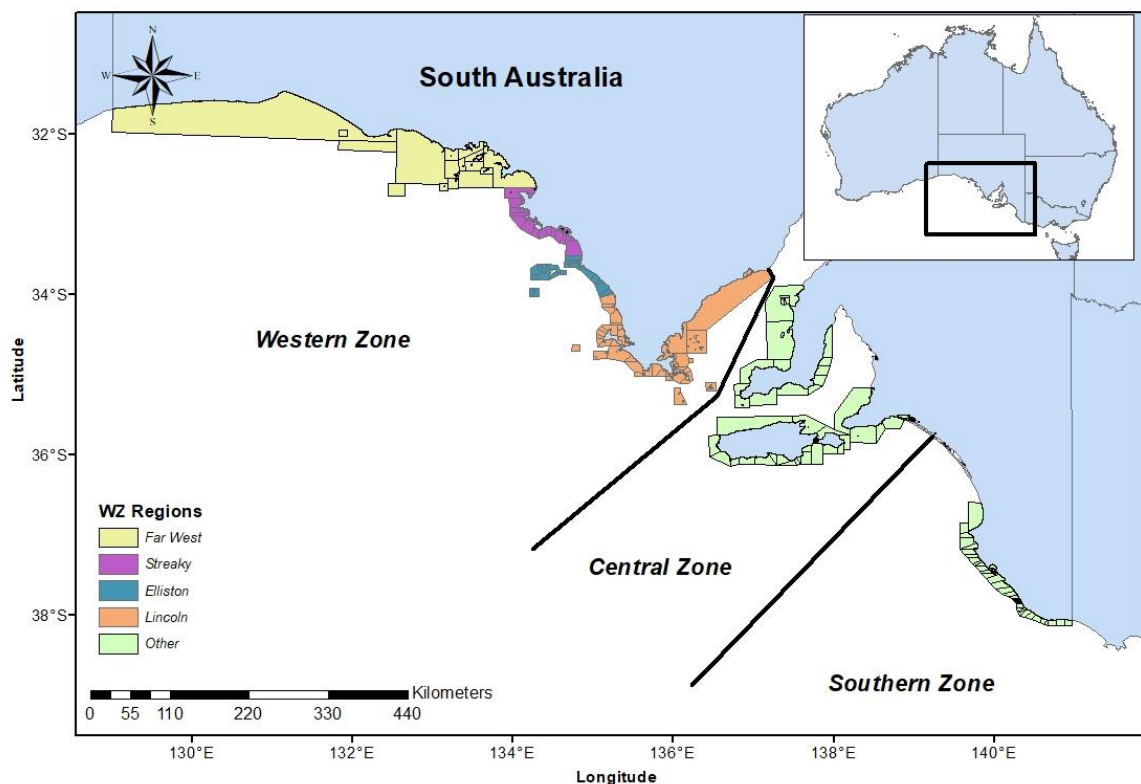 N
W
E
S
South Australia
32°S
34°S
36°S
38°S
Latitude
Western Zone
Central Zone
Southern Zone
WZ Regions
Far West
Streaky
Elliston
Lincoln
Other
Kilometers
0 55 110 220 330 440
130°E 132°E 134°E 136°E 138°E 140°E
Longitude